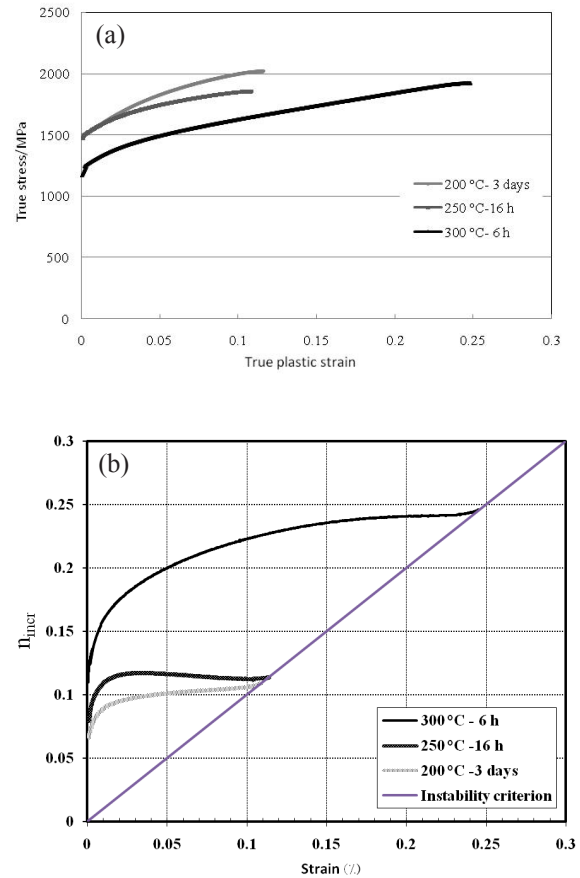 (a)
True stress/MPa
2500
2000
1500
1000
500
0
200 °C- 3 days
250 °C-16 h
300 °C- 6 h
0 0.05 0.1 0.15 0.2 0.25 0.3
True plastic strain
(b)
n incr
0.3
0.25
0.2
0.15
0.1
0.05
0
300 °C - 6 h
250 °C -16 h
200 °C -3 days
Instability criterion
0 0.05 0.1 0.15 0.2 0.25 0.3
Strain (%)